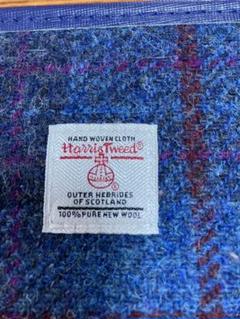 HAND WOVEN CLOTH
Harris Tweed
®
OUTER HEBRIDES
OF SCOTLAND
100% PURE NEW WOOL